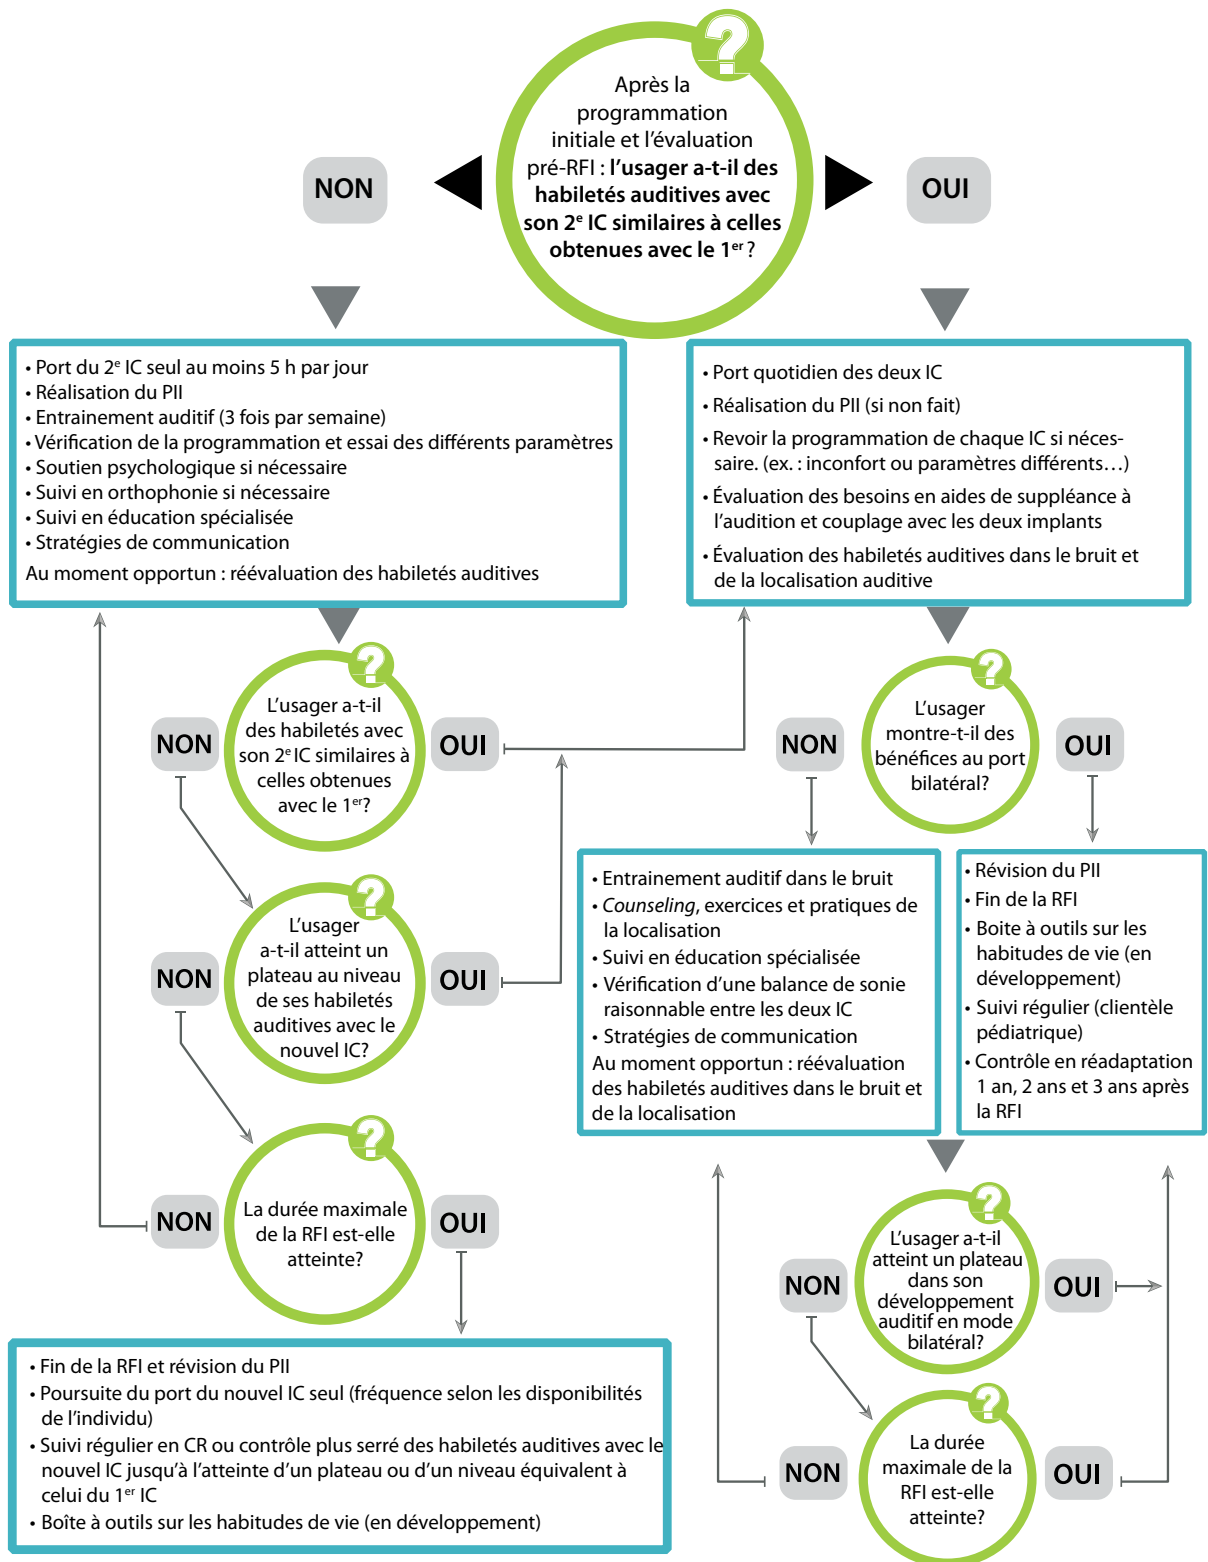 Après la
programmation
initiale et l'évaluation
pré-RFI : l'usager a-t-il des
habiletés auditives avec
son 2e IC similaires à celles
obtenues avec le 1er ?
NON
OUI
• Port du 2e IC seul au moins 5 h par jour
• Réalisation du PII
• Entrainement auditif (3 fois par semaine)
• Vérification de la programmation et essai des différents paramètres
• Soutien psychologique si nécessaire
• Suivi en orthophonie si nécessaire
• Suivi en éducation spécialisée
• Stratégies de communication
Au moment opportun : réévaluation des habiletés auditives
• Port quotidien des deux IC
• Réalisation du PII (si non fait)
• Revoir la programmation de chaque IC si néces-
saire. (ex. : inconfort ou paramètres différents…)
• Évaluation des besoins en aides de suppléance à
l'audition et couplage avec les deux implants
• Évaluation des habiletés auditives dans le bruit et
de la localisation auditive
L'usager a-t-il
des habiletés avec
son 2e IC similaires à
celles obtenues
avec le 1er?
NON
OUI
L'usager
a-t-il atteint un
plateau au niveau
de ses habiletés
auditives avec le
nouvel IC?
NON
OUI
La durée maximale
de la RFI est-elle
atteinte?
NON
OUI
• Fin de la RFI et révision du PII
• Poursuite du port du nouvel IC seul (fréquence selon les disponibilités
de l'individu)
• Suivi régulier en CR ou contrôle plus serré des habiletés auditives avec le
nouvel IC jusqu'à l'atteinte d'un plateau ou d'un niveau équivalent à
celui du 1er IC
• Boîte à outils sur les habitudes de vie (en développement)
L'usager
montre-t-il des
bénéfices au port
bilatéral?
NON
OUI
• Entrainement auditif dans le bruit
• Counseling, exercices et pratiques de
la localisation
• Suivi en éducation spécialisée
• Vérification d'une balance de sonie
raisonnable entre les deux IC
• Stratégies de communication
Au moment opportun : réévaluation
des habiletés auditives dans le bruit et
de la localisation
• Révision du PII
• Fin de la RFI
• Boite à outils sur les
habitudes de vie (en
développement)
• Suivi régulier (clientèle
pédiatrique)
• Contrôle en réadaptation
1 an, 2 ans et 3 ans après
la RFI
L'usager a-t-il
atteint un plateau
dans son
développement
auditif en mode
bilatéral?
NON
OUI
La durée
maximale de la
RFI est-elle
atteinte?
NON
OUI